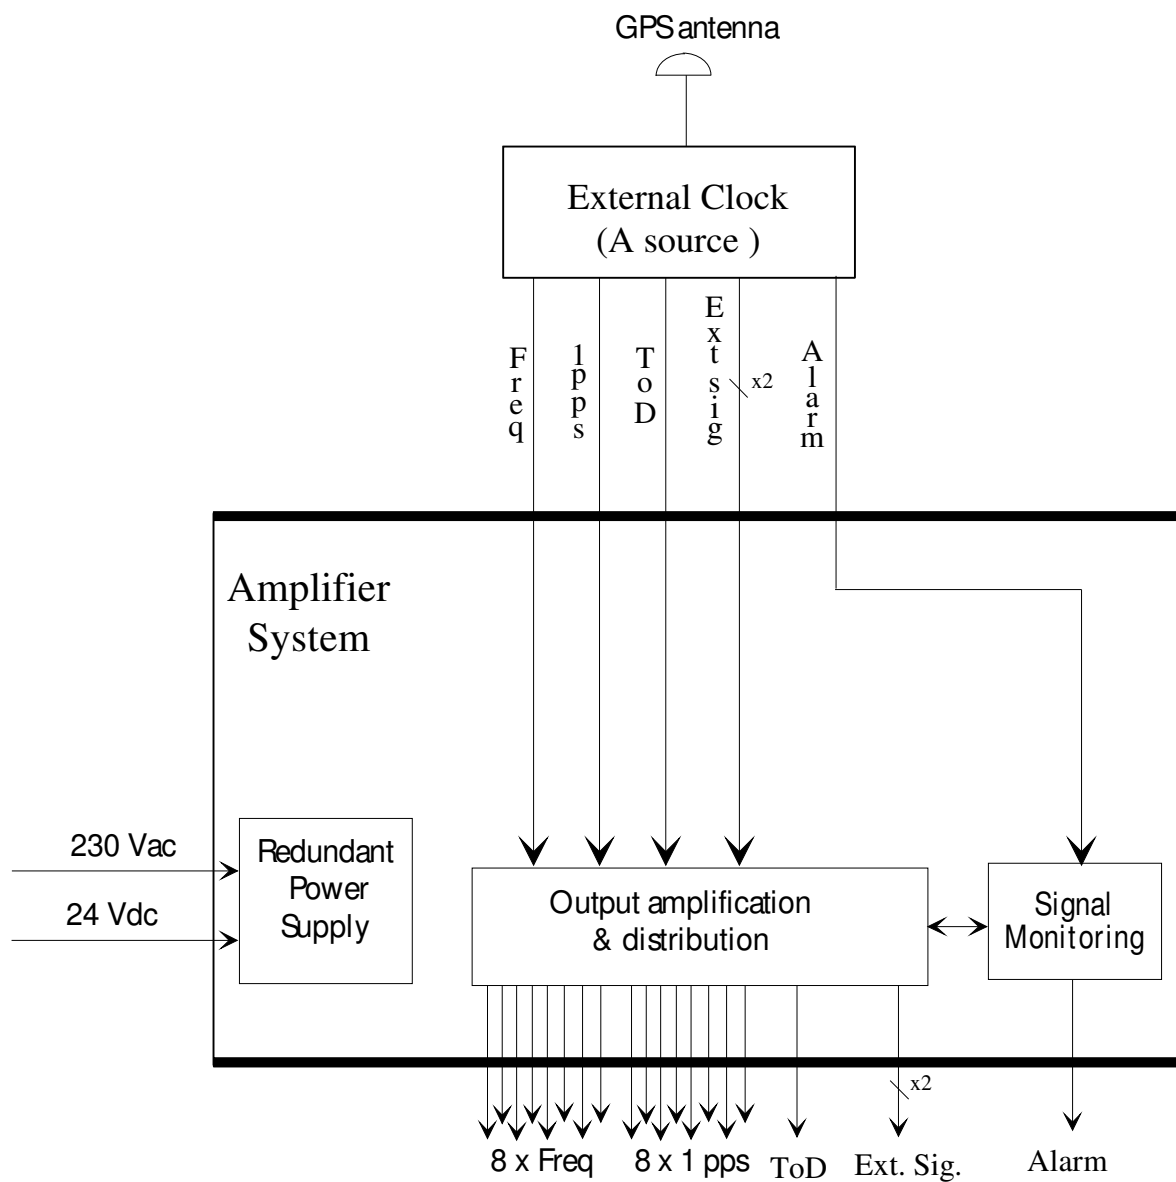 GPS antenna
External Clock
(A source )
Freq
1pps
ToD
Ext sig
x2
Alarm
Amplifier
System
230 Vac
24 Vdc
Redundant
Power
Supply
Output amplification
& distribution
Signal
Monitoring
x2
8 x Freq
8 x 1 pps
ToD
Ext. Sig.
Alarm